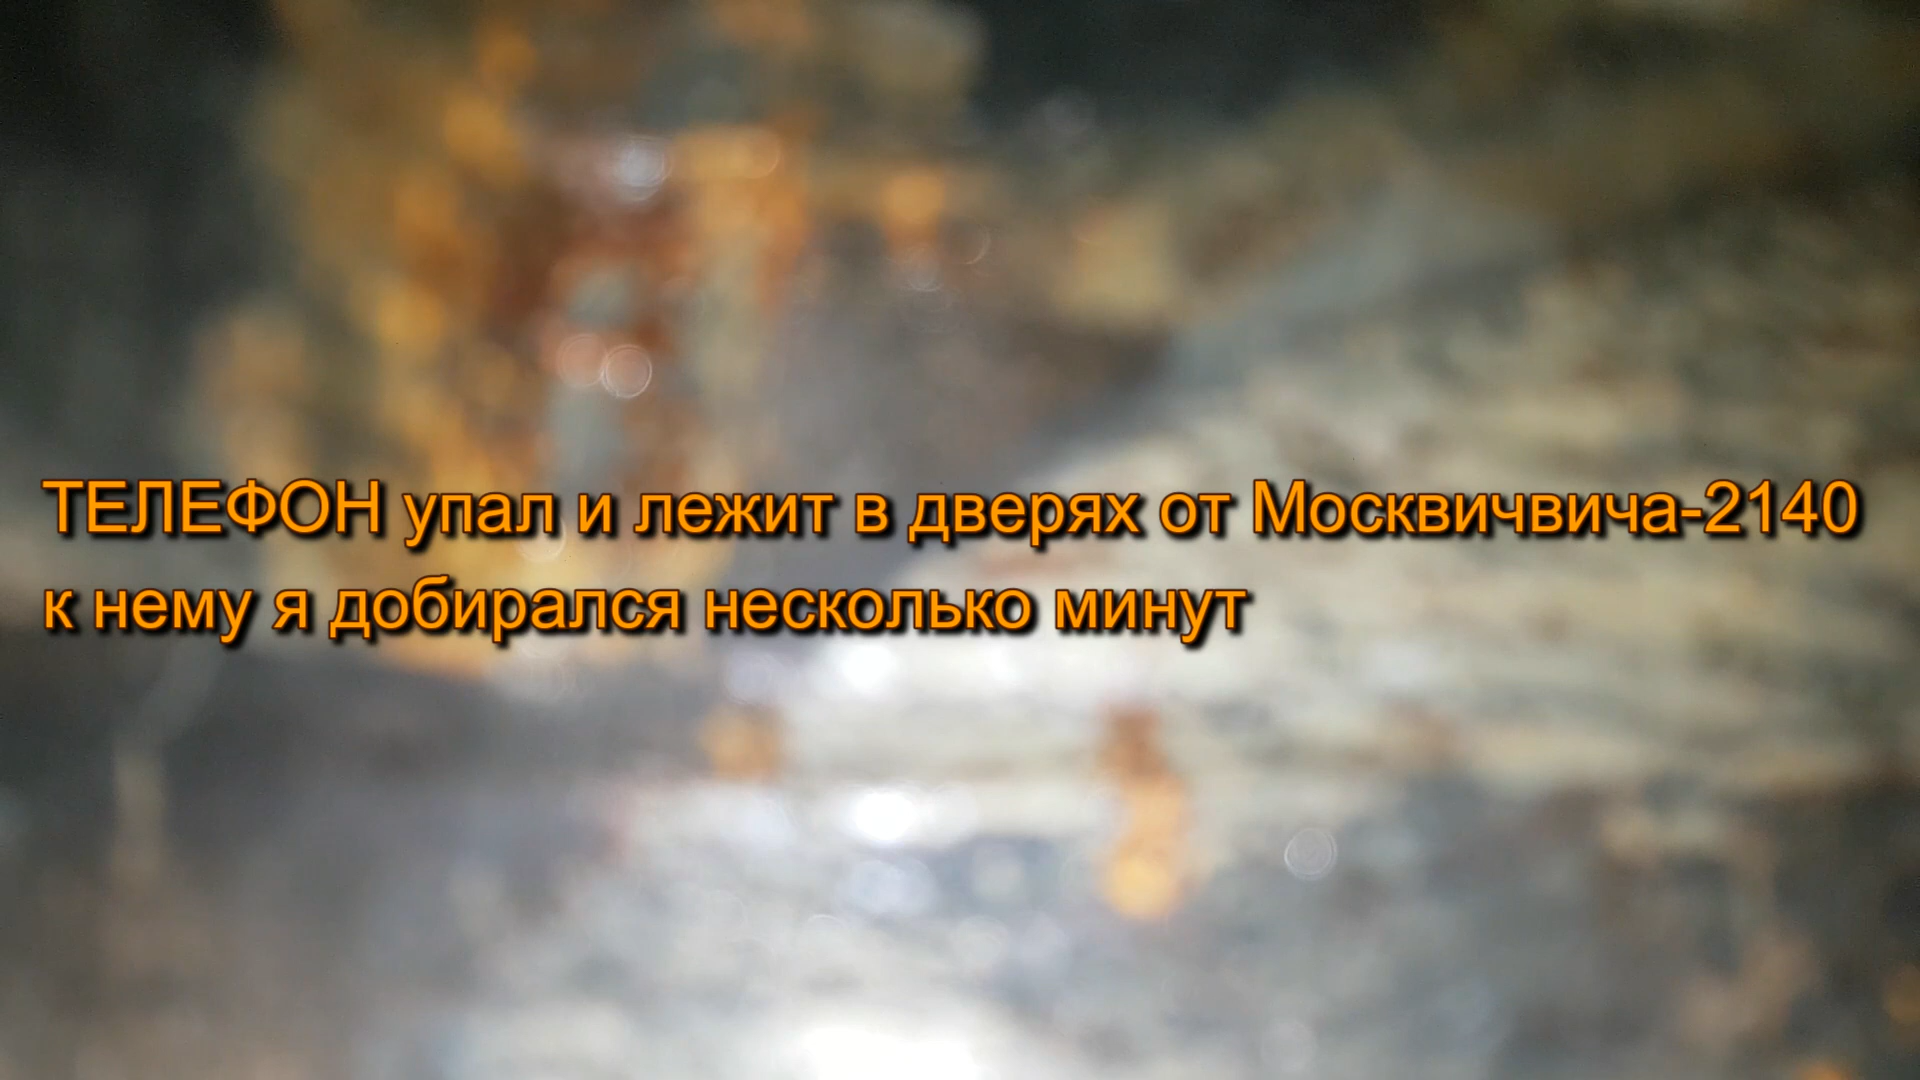 ТЕЛЕФОН упал и лежит в дверях от Москвичвича-2140
к нему я добирался несколько минут